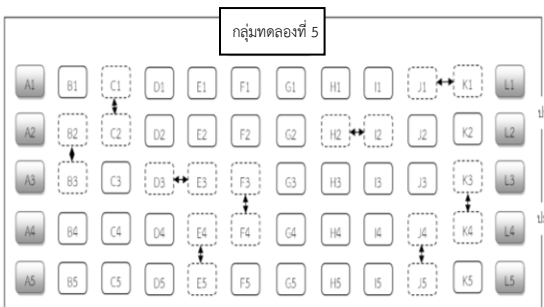 กลุ่มทดลองที่ 5
A1 B1 C1 D1 E1 F1 G1 H1 I1 J1 K1 L1
A2 B2 C2 D2 E2 F2 G2 H2 I2 J2 K2 L2
A3 B3 C3 D3 E3 F3 G3 H3 I3 J3 K3 L3
A4 B4 C4 D4 E4 F4 G4 H4 I4 J4 K4 L4
A5 B5 C5 D5 E5 F5 G5 H5 I5 J5 K5 L5